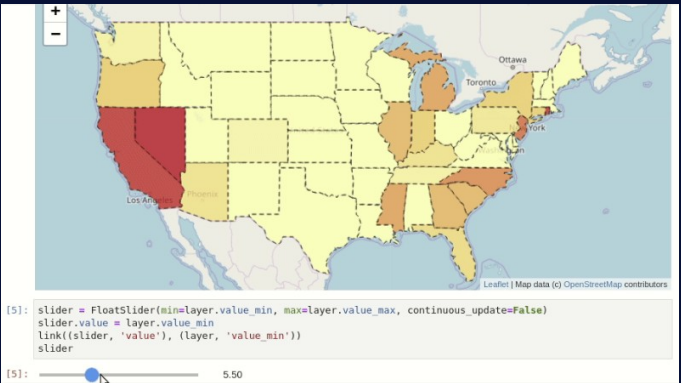 +
−
Ottawa
Toronto
York
Los Angeles
Phoenix
Leaflet | Map data (c) OpenStreetMap contributors
[5]: slider = FloatSlider(min=layer.value_min, max=layer.value_max, continuous_update=False)
slider.value = layer.value_min
link((slider, 'value'), (layer, 'value_min'))
slider
[5]: 5.50